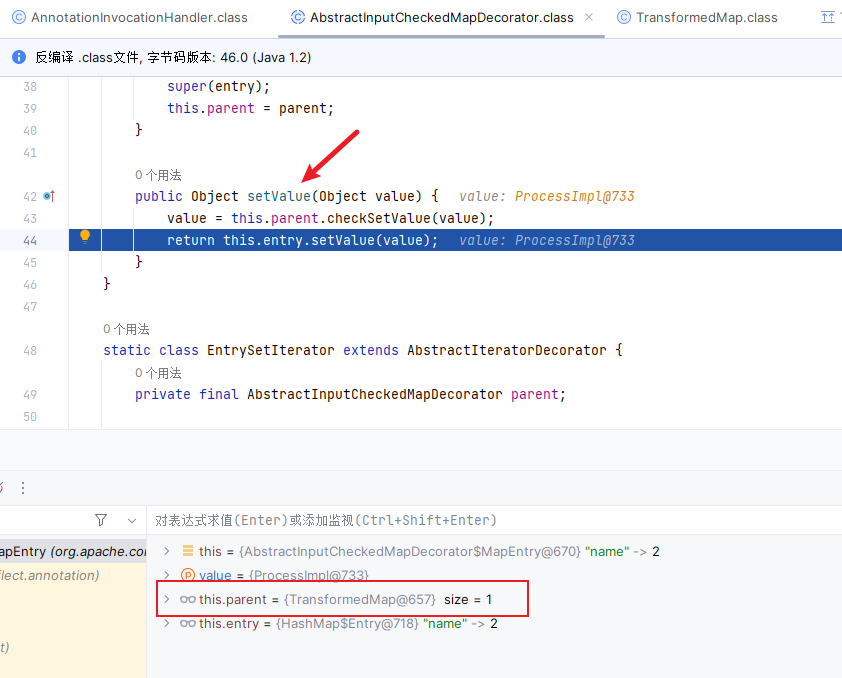 AnnotationInvocationHandler.class AbstractInputCheckedMapDecorator.class TransformedMap.class
反编译 .class文件, 字节码版本: 46.0 (Java 1.2)
38 super(entry);
39 this.parent = parent;
40 }
41
0个用法
42 public Object setValue(Object value) { value: ProcessImpl@733
43 value = this.parent.checkSetValue(value);
44 return this.entry.setValue(value); value: ProcessImpl@733
45 }
46 }
47
0个用法
48 static class EntrySetIterator extends AbstractIteratorDecorator {
0个用法
49 private final AbstractInputCheckedMapDecorator parent;
50
对表达式求值(Enter)或添加监视(Ctrl+Shift+Enter)
apEntry (org.apache.co
this = {AbstractInputCheckedMapDecorator$MapEntry@670} "name" -> 2
flect.annotation)
value = {ProcessImpl@733}
this.parent = {TransformedMap@657} size = 1
this.entry = {HashMap$Entry@718} "name" -> 2
t)